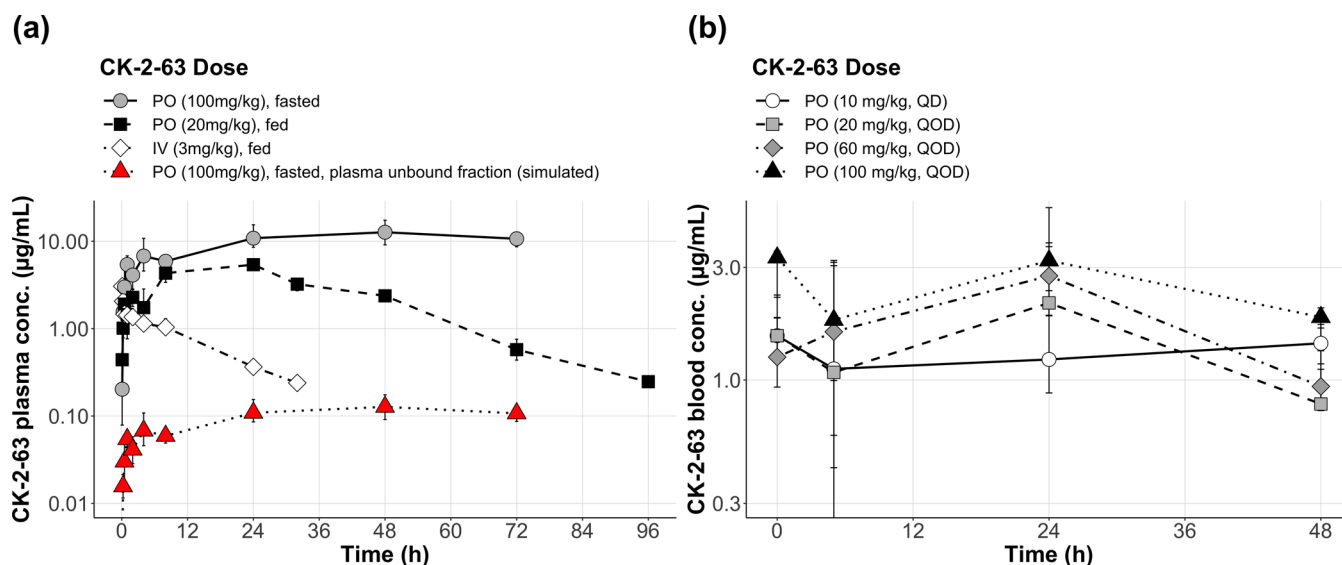 (a)
CK-2-63 Dose
PO (100mg/kg), fasted
PO (20mg/kg), fed
IV (3mg/kg), fed
PO (100mg/kg), fasted, plasma unbound fraction (simulated)
CK-2-63 plasma conc. (µg/mL)
10.00
1.00
0.10
0.01
0 12 24 36 48 60 72 84 96
Time (h)
(b)
CK-2-63 Dose
PO (10 mg/kg, QD)
PO (20 mg/kg, QOD)
PO (60 mg/kg, QOD)
PO (100 mg/kg, QOD)
CK-2-63 blood conc. (µg/mL)
3.0
1.0
0.3
0 12 24 36 48
Time (h)